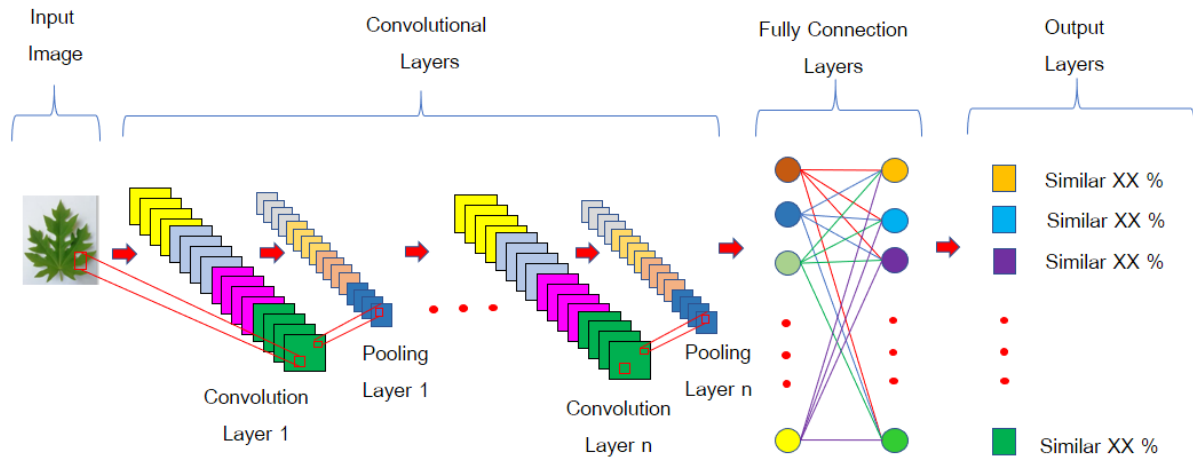 Input
Image
Convolutional
Layers
Fully Connection
Layers
Output
Layers
Similar XX %
Similar XX %
Similar XX %
Similar XX %
Pooling
Layer 1
Convolution
Layer 1
Pooling
Layer n
Convolution
Layer n